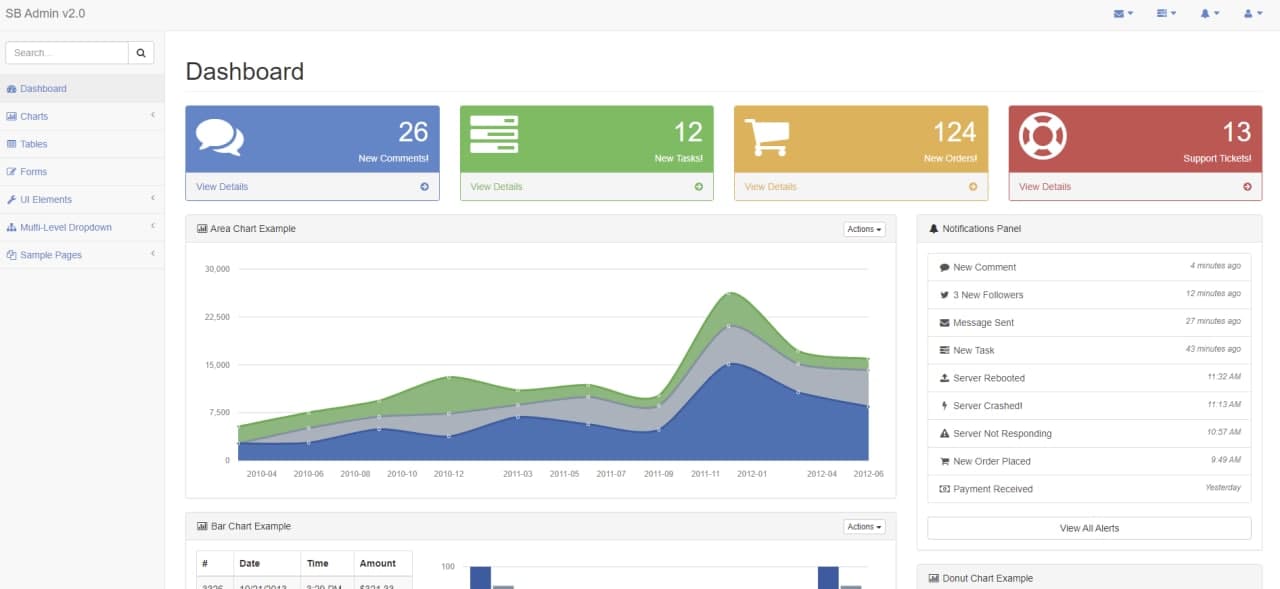 SB Admin v2.0
Search...
Dashboard
Charts
Tables
Forms
UI Elements
Multi-Level Dropdown
Sample Pages
Dashboard
26
New Comments!
View Details
12
New Tasks!
View Details
124
New Orders!
View Details
13
Support Tickets!
View Details
Area Chart Example
Actions
30,000
22,500
15,000
7,500
0
2010-04 2010-06 2010-08 2010-10 2010-12 2011-03 2011-05 2011-07 2011-09 2011-11 2012-01 2012-04 2012-06
Notifications Panel
New Comment 4 minutes ago
3 New Followers 12 minutes ago
Message Sent 27 minutes ago
New Task 43 minutes ago
Server Rebooted 11:32 AM
Server Crashed! 11:13 AM
Server Not Responding 10:57 AM
New Order Placed 9:49 AM
Payment Received Yesterday
View All Alerts
Bar Chart Example
Actions
# Date Time Amount
3326 10/21/2013 3:29 PM $321.33
100
Donut Chart Example